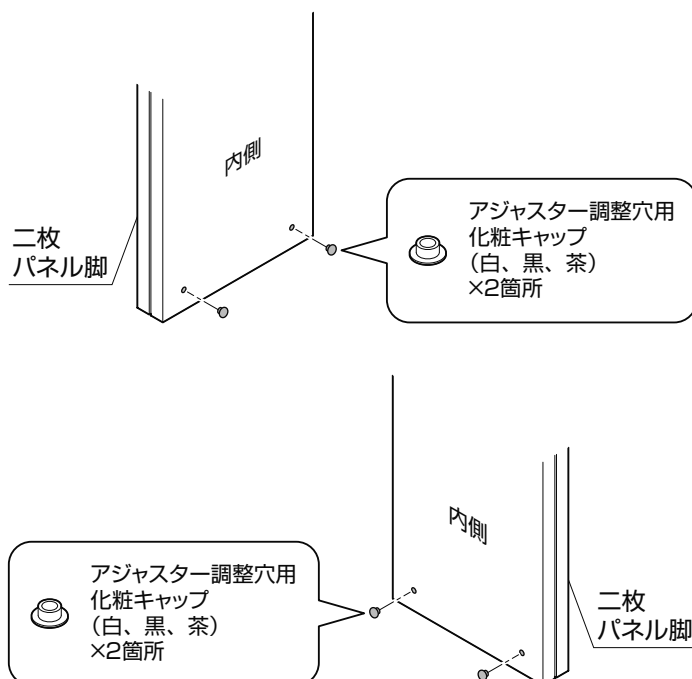 内側
二枚
パネル脚
アジャスター調整穴用
化粧キャップ
（白、黒、茶）
×2箇所
内側
アジャスター調整穴用
化粧キャップ
（白、黒、茶）
×2箇所
二枚
パネル脚